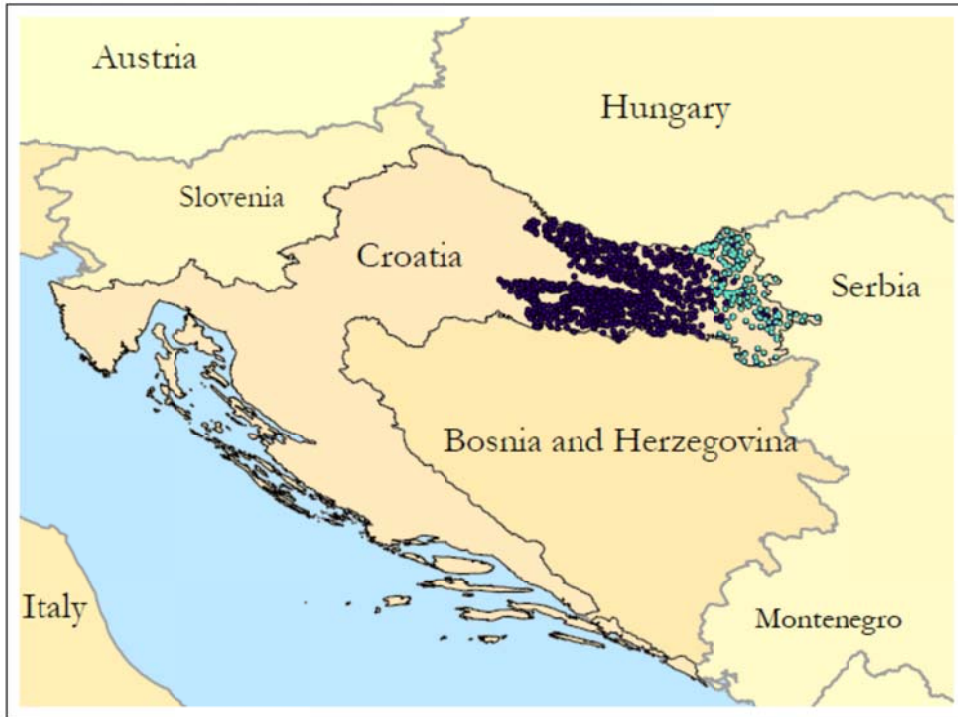 Austria
Hungary
Slovenia
Croatia
Serbia
Bosnia and Herzegovina
Italy
Montenegro